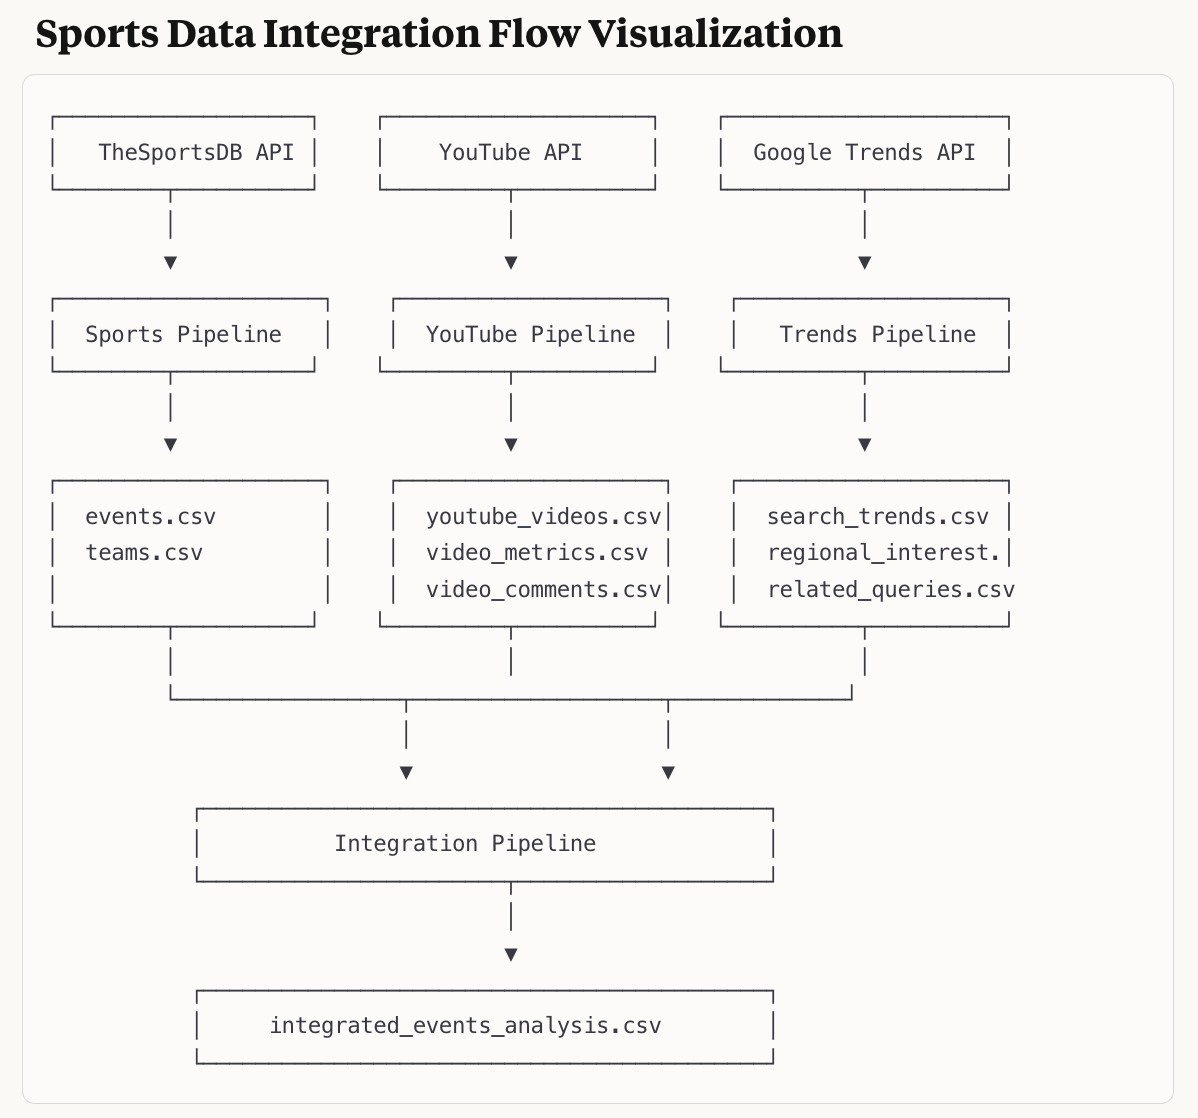 Sports Data Integration Flow Visualization
TheSportsDB API
YouTube API
Google Trends API
Sports Pipeline
YouTube Pipeline
Trends Pipeline
events.csv
teams.csv
youtube_videos.csv
video_metrics.csv
video_comments.csv
search_trends.csv
regional_interest.
related_queries.csv
Integration Pipeline
integrated_events_analysis.csv